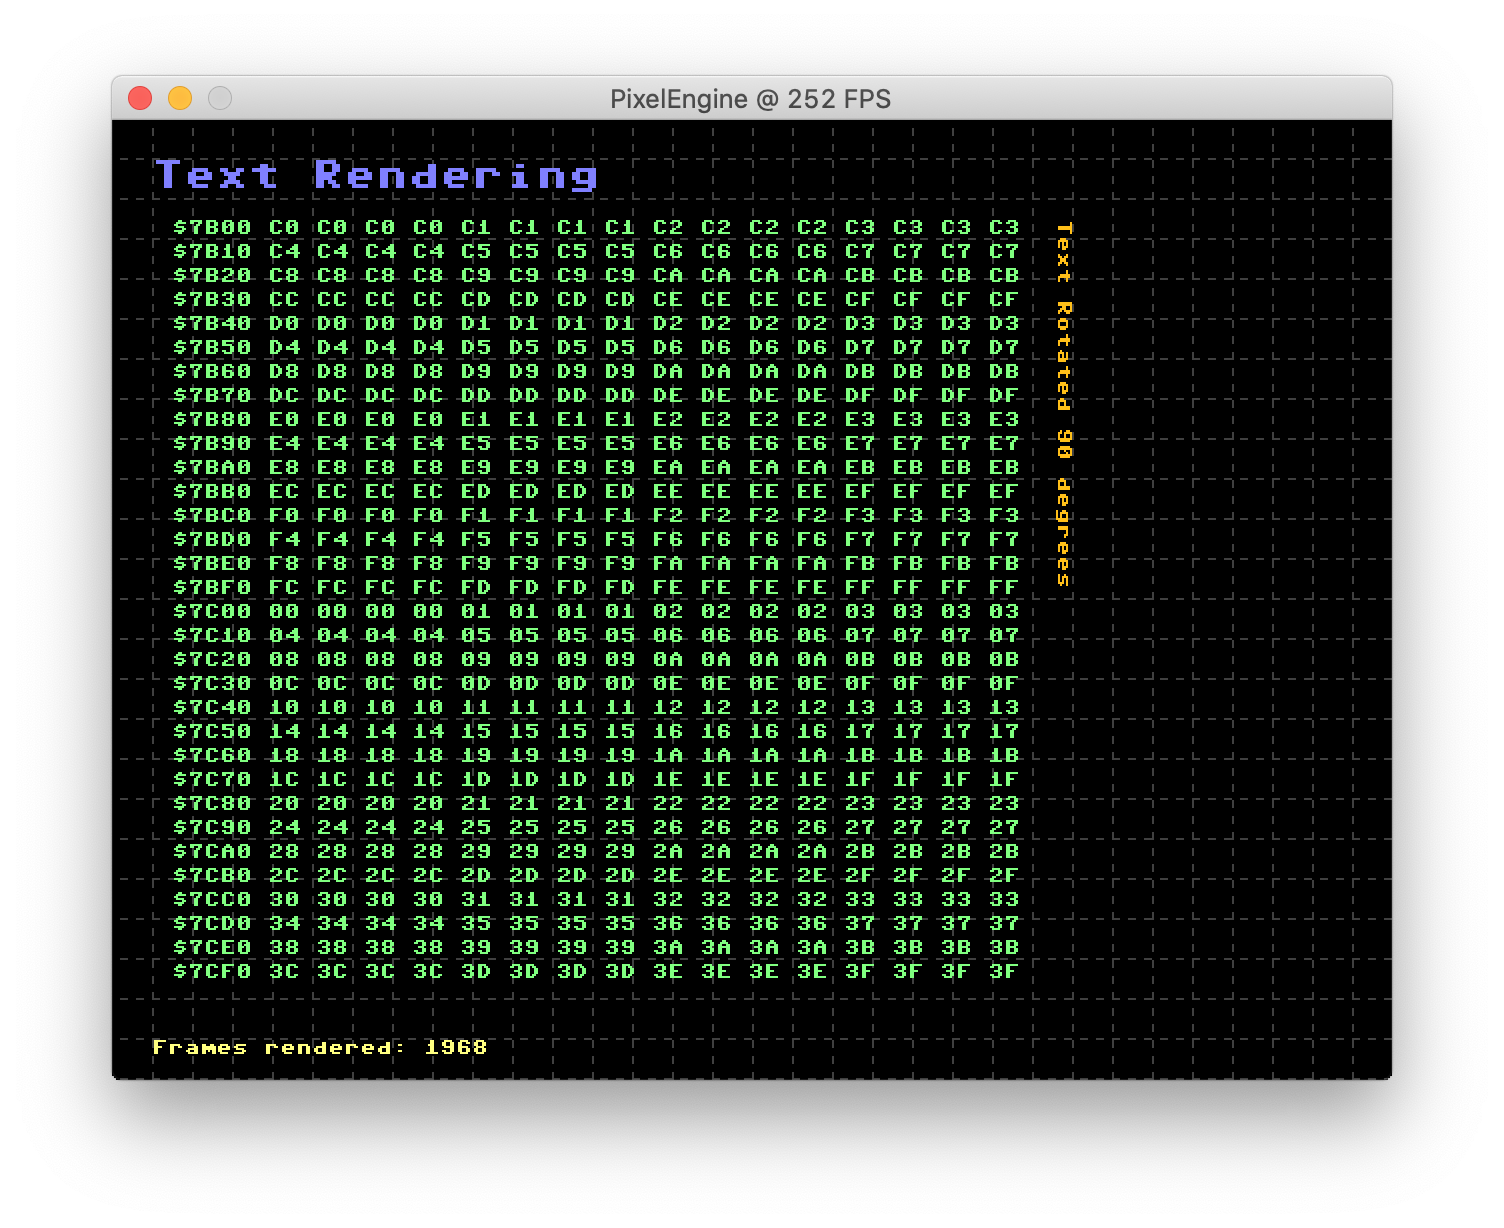 PixelEngine @ 252 FPS
Text Rendering
$7B00 C0 C0 C0 C0 C1 C1 C1 C1 C2 C2 C2 C2 C3 C3 C3 C3
$7B10 C4 C4 C4 C4 C5 C5 C5 C5 C6 C6 C6 C6 C7 C7 C7 C7
$7B20 C8 C8 C8 C8 C9 C9 C9 C9 CA CA CA CA CB CB CB CB
$7B30 CC CC CC CC CD CD CD CD CE CE CE CE CF CF CF CF
$7B40 D0 D0 D0 D0 D1 D1 D1 D1 D2 D2 D2 D2 D3 D3 D3 D3
$7B50 D4 D4 D4 D4 D5 D5 D5 D5 D6 D6 D6 D6 D7 D7 D7 D7
$7B60 D8 D8 D8 D8 D9 D9 D9 D9 DA DA DA DA DB DB DB DB
$7B70 DC DC DC DC DD DD DD DD DE DE DE DE DF DF DF DF
$7B80 E0 E0 E0 E0 E1 E1 E1 E1 E2 E2 E2 E2 E3 E3 E3 E3
$7B90 E4 E4 E4 E4 E5 E5 E5 E5 E6 E6 E6 E6 E7 E7 E7 E7
$7BA0 E8 E8 E8 E8 E9 E9 E9 E9 EA EA EA EA EB EB EB EB
$7BB0 EC EC EC EC ED ED ED ED EE EE EE EE EF EF EF EF
$7BC0 F0 F0 F0 F0 F1 F1 F1 F1 F2 F2 F2 F2 F3 F3 F3 F3
$7BD0 F4 F4 F4 F4 F5 F5 F5 F5 F6 F6 F6 F6 F7 F7 F7 F7
$7BE0 F8 F8 F8 F8 F9 F9 F9 F9 FA FA FA FA FB FB FB FB
$7BF0 FC FC FC FC FD FD FD FD FE FE FE FE FF FF FF FF
$7C00 00 00 00 00 01 01 01 01 02 02 02 02 03 03 03 03
$7C10 04 04 04 04 05 05 05 05 06 06 06 06 07 07 07 07
$7C20 08 08 08 08 09 09 09 09 0A 0A 0A 0A 0B 0B 0B 0B
$7C30 0C 0C 0C 0C 0D 0D 0D 0D 0E 0E 0E 0E 0F 0F 0F 0F
$7C40 10 10 10 10 11 11 11 11 12 12 12 12 13 13 13 13
$7C50 14 14 14 14 15 15 15 15 16 16 16 16 17 17 17 17
$7C60 18 18 18 18 19 19 19 19 1A 1A 1A 1A 1B 1B 1B 1B
$7C70 1C 1C 1C 1C 1D 1D 1D 1D 1E 1E 1E 1E 1F 1F 1F 1F
$7C80 20 20 20 20 21 21 21 21 22 22 22 22 23 23 23 23
$7C90 24 24 24 24 25 25 25 25 26 26 26 26 27 27 27 27
$7CA0 28 28 28 28 29 29 29 29 2A 2A 2A 2A 2B 2B 2B 2B
$7CB0 2C 2C 2C 2C 2D 2D 2D 2D 2E 2E 2E 2E 2F 2F 2F 2F
$7CC0 30 30 30 30 31 31 31 31 32 32 32 32 33 33 33 33
$7CD0 34 34 34 34 35 35 35 35 36 36 36 36 37 37 37 37
$7CE0 38 38 38 38 39 39 39 39 3A 3A 3A 3A 3B 3B 3B 3B
$7CF0 3C 3C 3C 3C 3D 3D 3D 3D 3E 3E 3E 3E 3F 3F 3F 3F
Text Rotated 90 degrees
Frames rendered: 1968